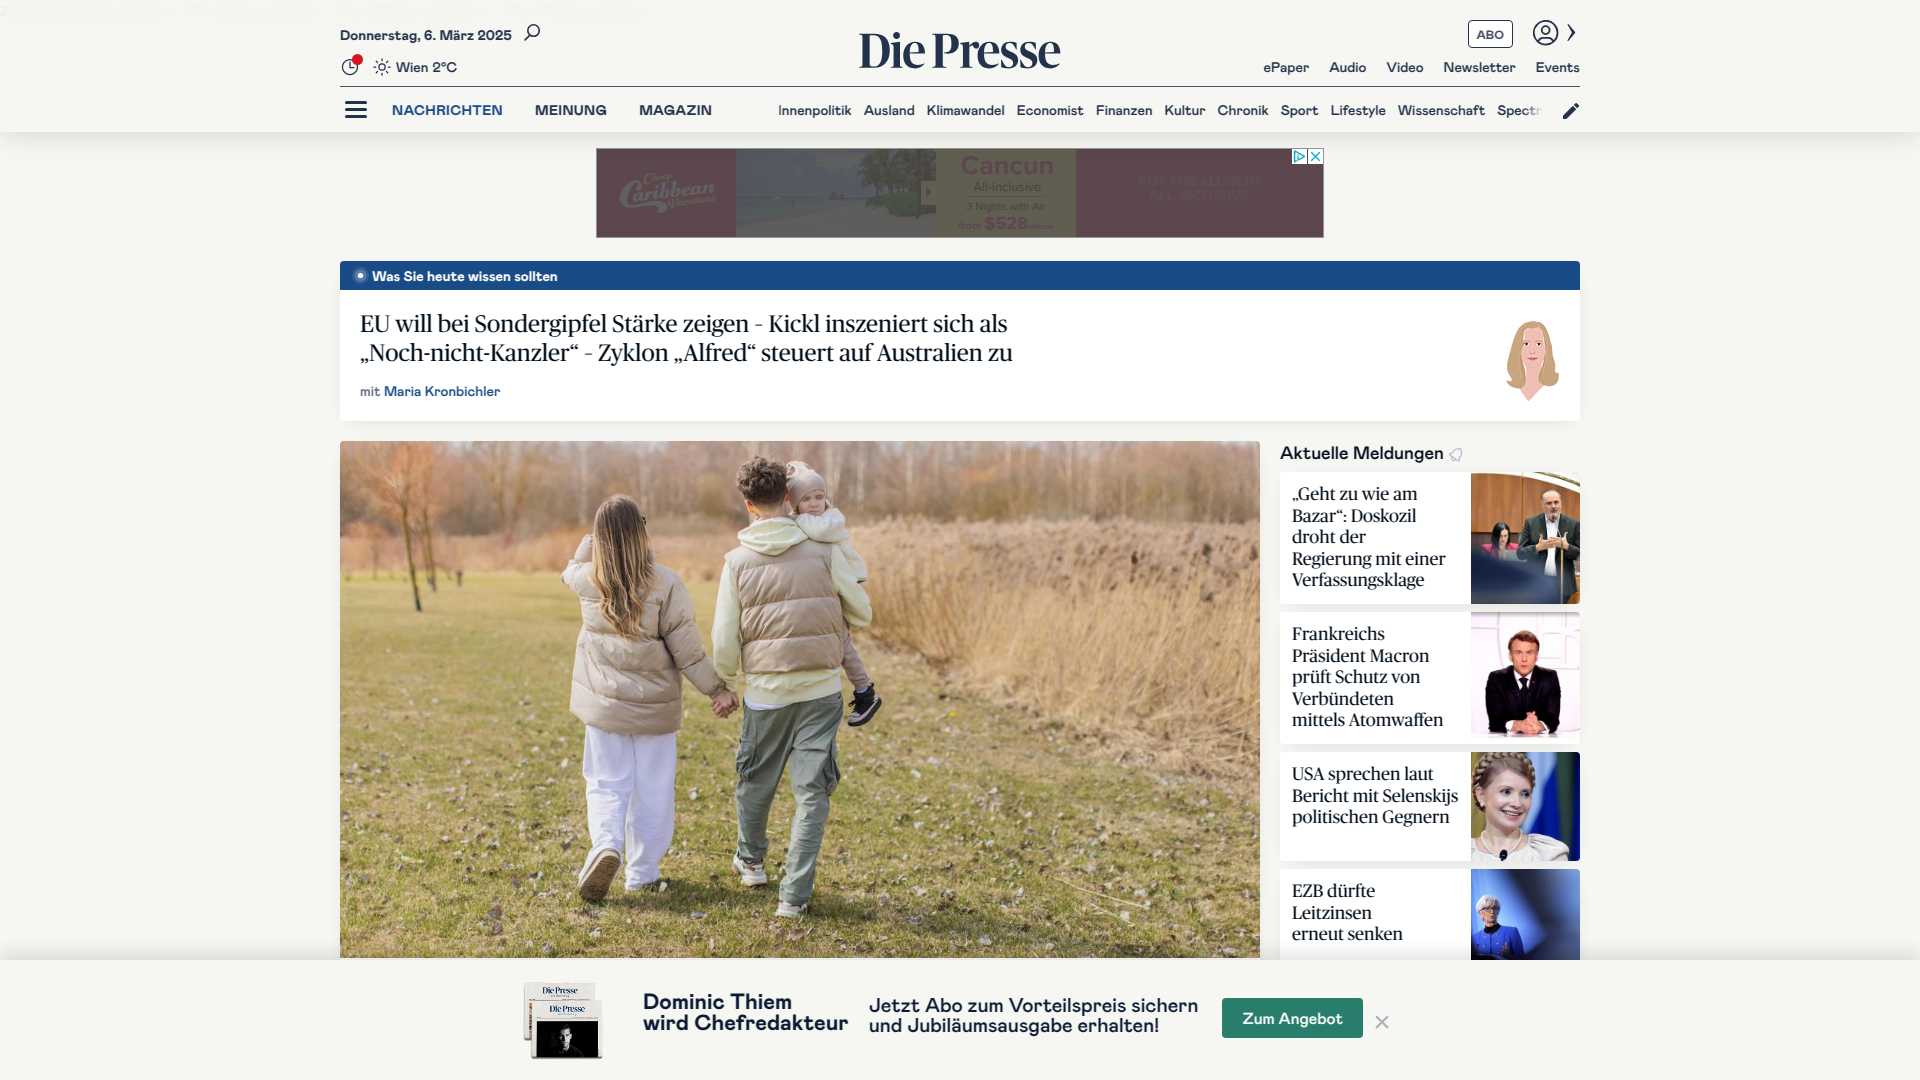 Donnerstag, 6. März 2025
Die Presse
ABO
Wien 2°C
ePaper Audio Video Newsletter Events
NACHRICHTEN MEINUNG MAGAZIN
Innenpolitik Ausland Klimawandel Economist Finanzen Kultur Chronik Sport Lifestyle Wissenschaft Spectr
Cheap
Caribbean
Vacations
Cancun
All-Inclusive
3 Nights with Air
from $528
Was Sie heute wissen sollten
EU will bei Sondergipfel Stärke zeigen – Kickl inszeniert sich als
„Noch-nicht-Kanzler“ – Zyklon „Alfred“ steuert auf Australien zu
mit Maria Kronbichler
Aktuelle Meldungen
„Geht zu wie am
Bazar“: Doskozil
droht der
Regierung mit einer
Verfassungsklage
Frankreichs
Präsident Macron
prüft Schutz von
Verbündeten
mittels Atomwaffen
USA sprechen laut
Bericht mit Selenskijs
politischen Gegnern
EZB dürfte
Leitzinsen
erneut senken
Die Presse
Die Presse
Dominic Thiem
wird Chefredakteur
Jetzt Abo zum Vorteilspreis sichern
und Jubiläumsausgabe erhalten!
Zum Angebot